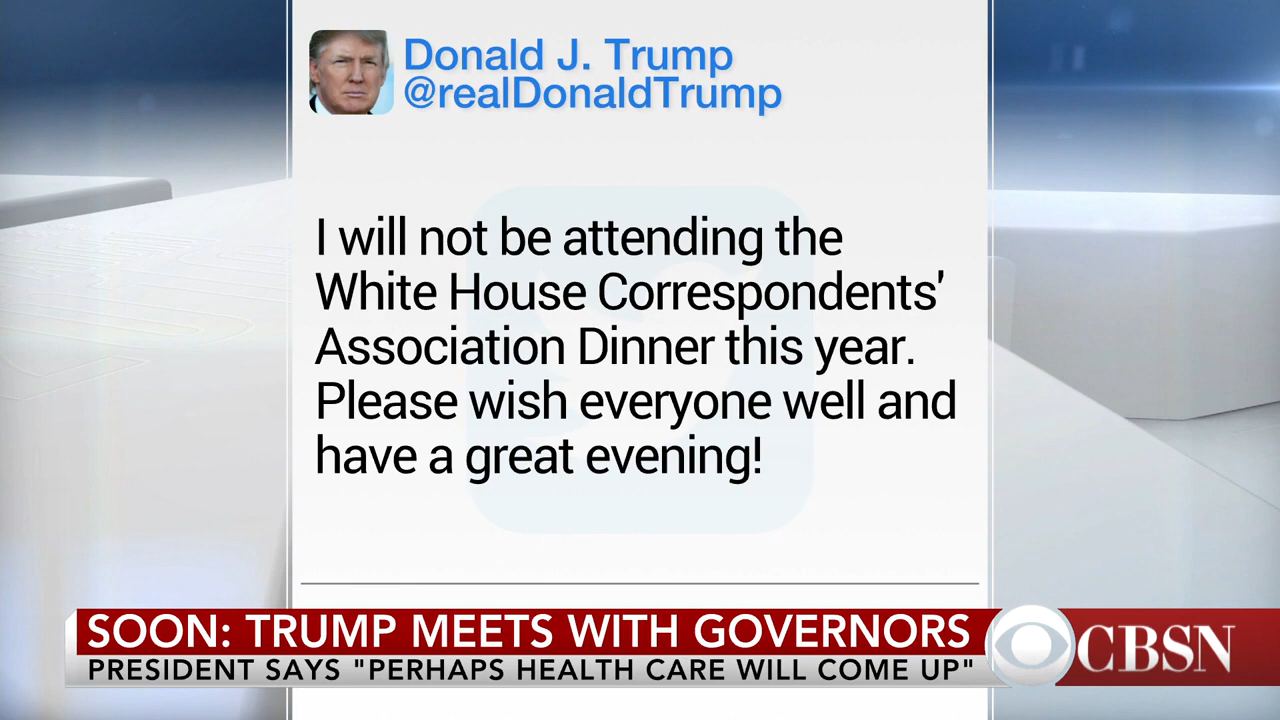 Donald J. Trump
@realDonaldTrump
I will not be attending the
White House Correspondents'
Association Dinner this year.
Please wish everyone well and
have a great evening!
SOON: TRUMP MEETS WITH GOVERNORS
PRESIDENT SAYS "PERHAPS HEALTH CARE WILL COME UP"
CBSN